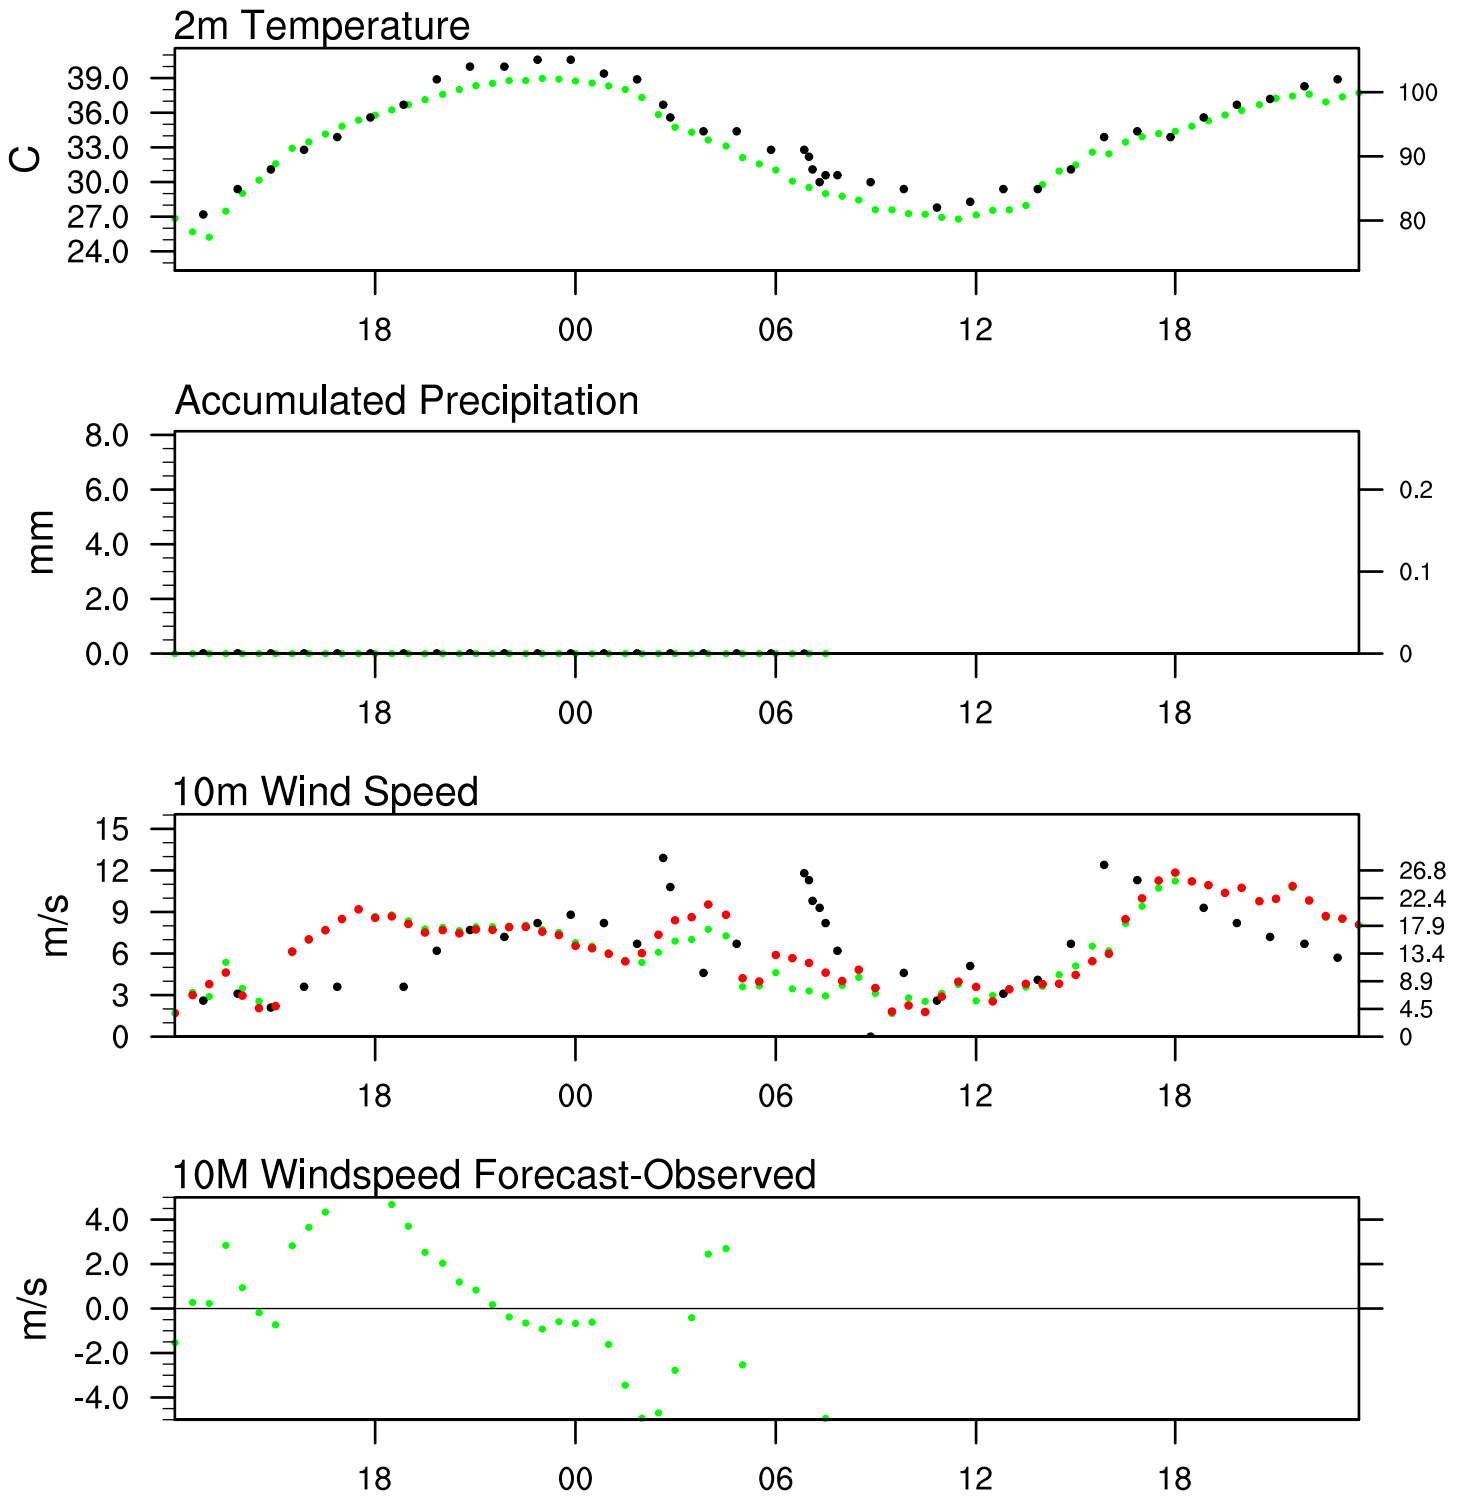 2m Temperature
39.0
36.0
33.0
30.0
27.0
24.0
C
100
90
80
18 00 06 12 18
Accumulated Precipitation
8.0
6.0
4.0
2.0
0.0
mm
0.2
0.1
0
18 00 06 12 18
10m Wind Speed
15
12
9
6
3
0
m/s
26.8
22.4
17.9
13.4
8.9
4.5
0
18 00 06 12 18
10M Windspeed Forecast-Observed
4.0
2.0
0.0
-2.0
-4.0
m/s
18 00 06 12 18